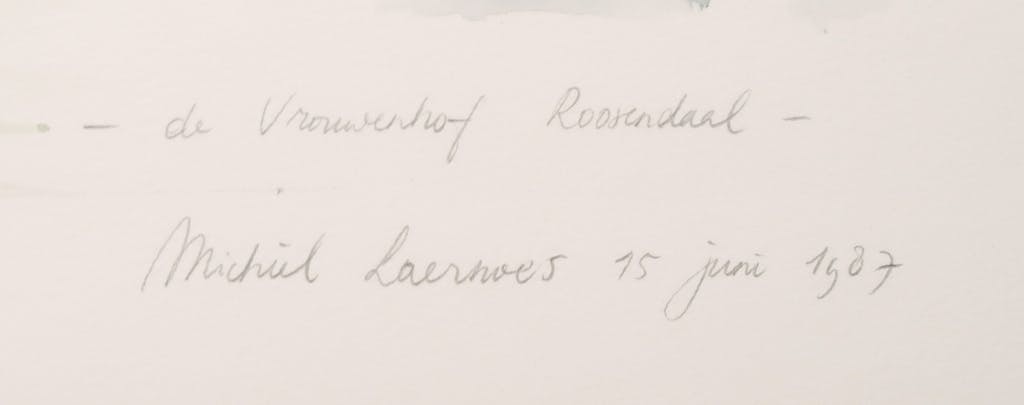 - de Vrouwenhof Roosendaal -
Michiel Laernoes 15 juni 1987